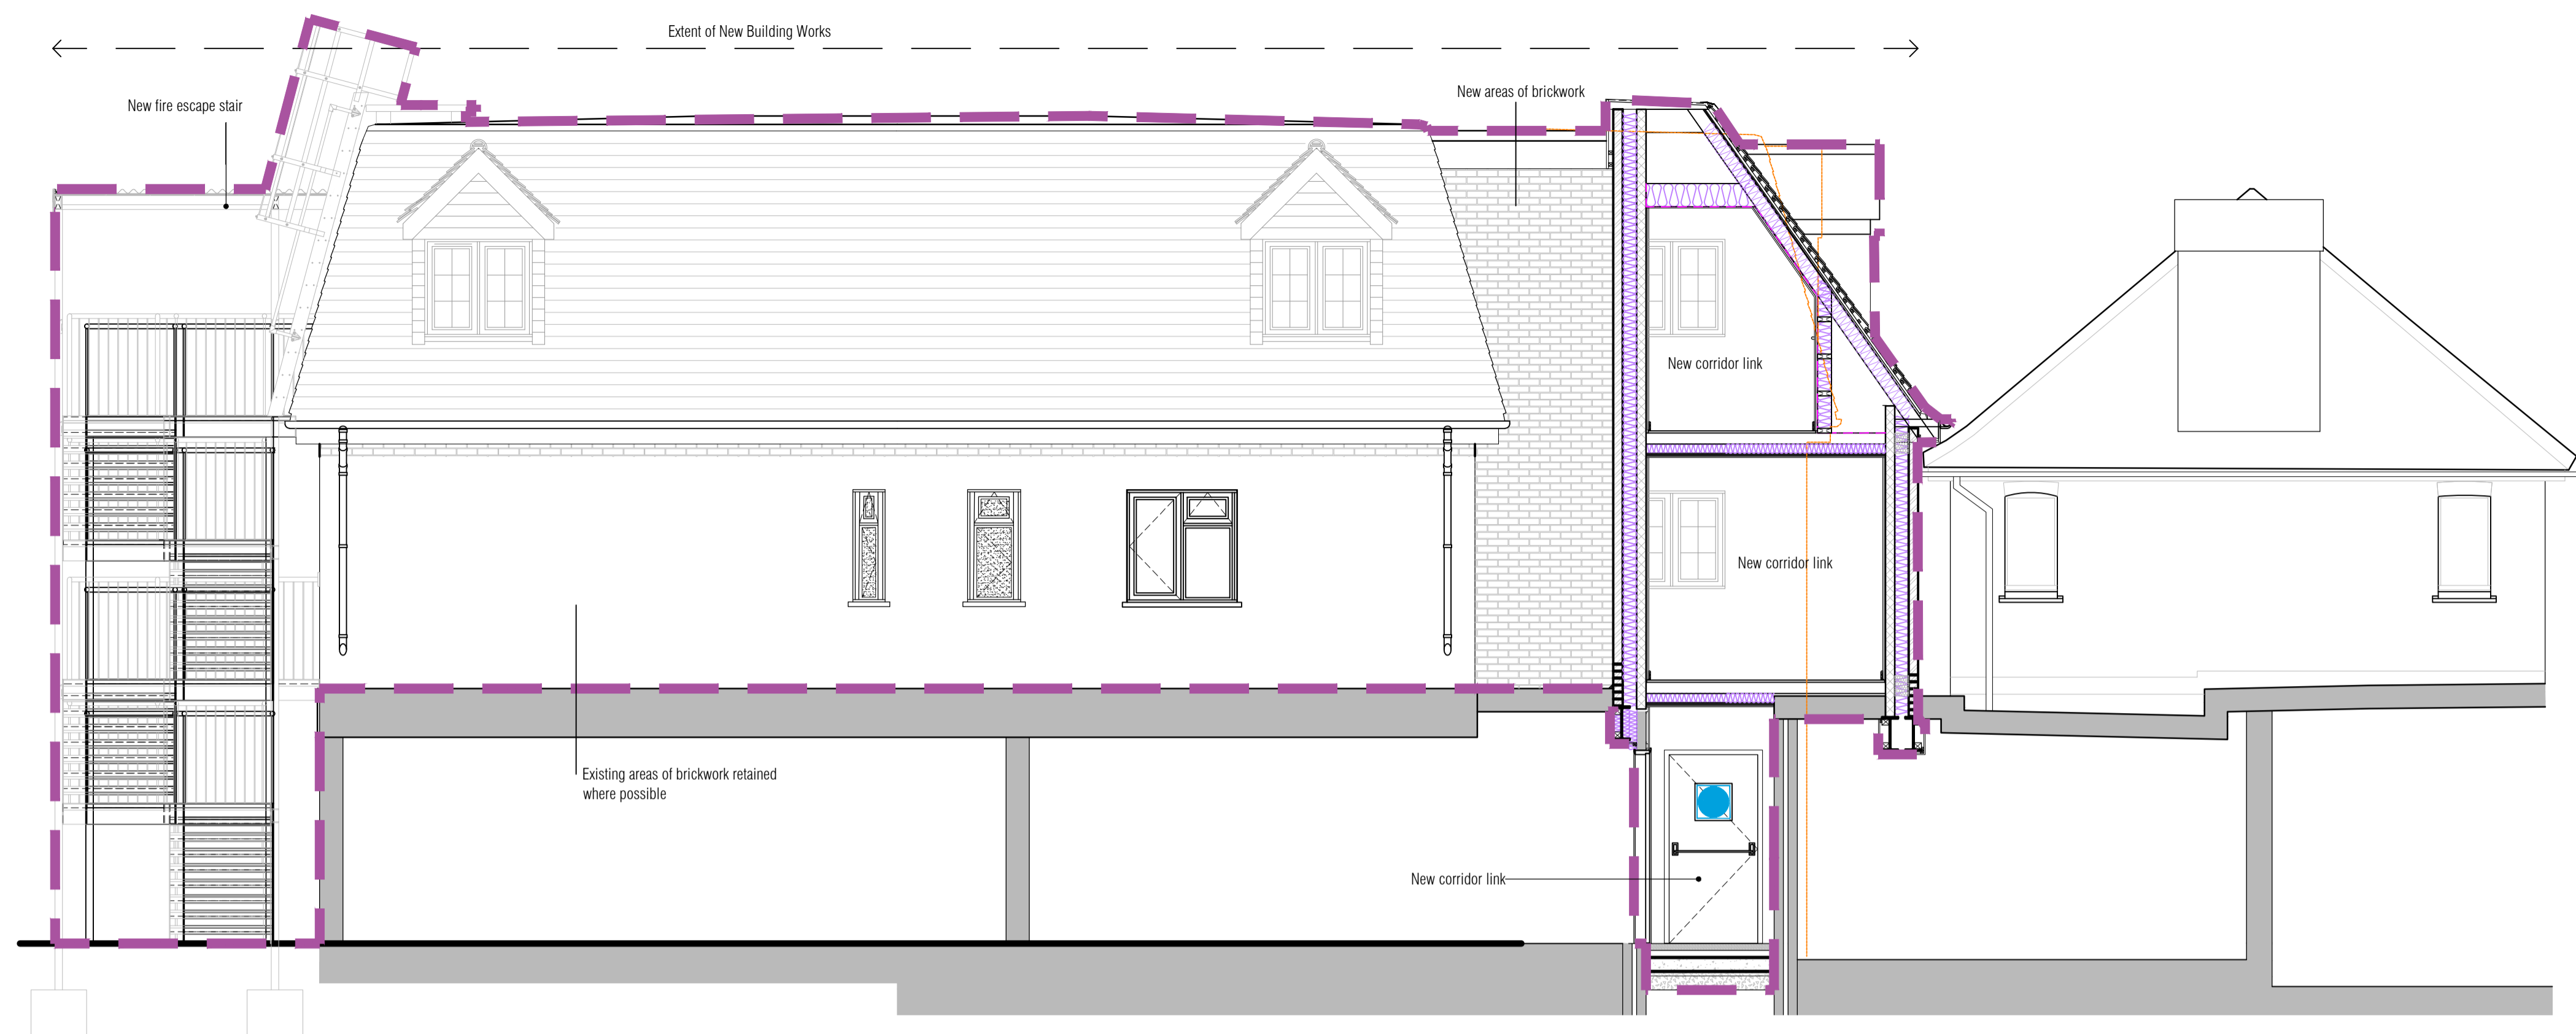 Extent of New Building Works
New areas of brickwork
New fire escape stair
New corridor link
New corridor link
Existing areas of brickwork retained
where possible
New corridor link